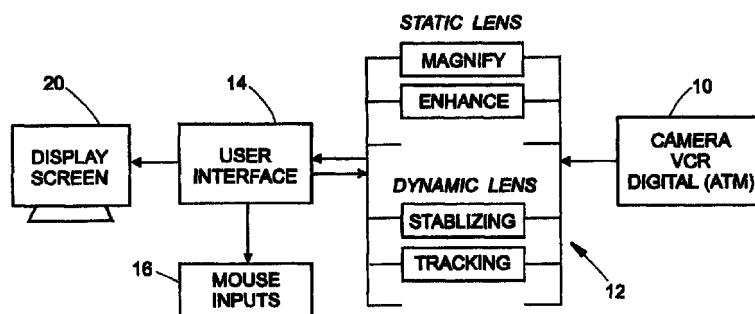 STATIC LENS
MAGNIFY
ENHANCE
DYNAMIC LENS
STABLIZING
TRACKING
20
DISPLAY
SCREEN
14
USER
INTERFACE
16
MOUSE
INPUTS
10
CAMERA
VCR
DIGITAL (ATM)
12